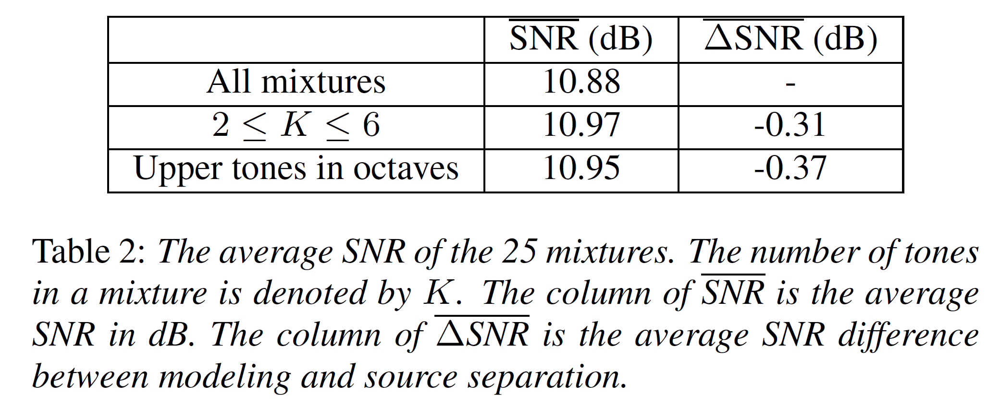 $\overline{\text{SNR}}$ (dB) $\overline{\Delta\text{SNR}}$ (dB)
All mixtures 10.88 -
$2 \leq K \leq 6$ 10.97 -0.31
Upper tones in octaves 10.95 -0.37
Table 2: The average SNR of the 25 mixtures. The number of tones
in a mixture is denoted by $K$. The column of $\overline{SNR}$ is the average
SNR in dB. The column of $\overline{\Delta SNR}$ is the average SNR difference
between modeling and source separation.